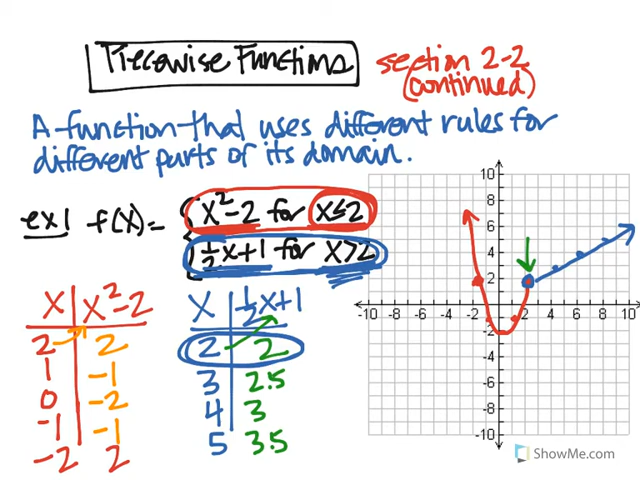 Piecewise Functions
section 2-2
(continued)
A function that uses different rules for
different parts of its domain.
ex 1 f(x) = { x² - 2 for x ≤ 2
½x + 1 for x > 2
x | x² - 2
2 | 2
1 | -1
0 | -2
-1 | -1
-2 | 2
x | ½x + 1
2 | 2
3 | 2.5
4 | 3
5 | 3.5
10
8
6
4
2
-10 -8 -6 -4 -2 2 4 6 8 10
-2
-4
-6
-8
-10
ShowMe.com